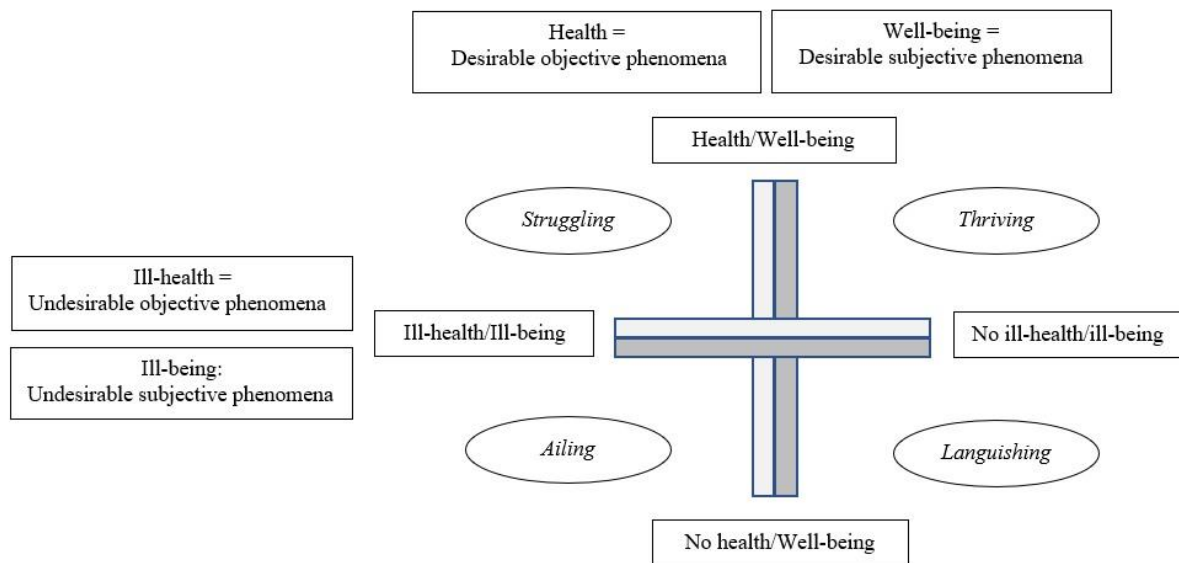 Health =
Desirable objective phenomena
Well-being =
Desirable subjective phenomena
Health/Well-being
Struggling
Thriving
Ill-health =
Undesirable objective phenomena
Ill-health/Ill-being
No ill-health/ill-being
Ill-being:
Undesirable subjective phenomena
Ailing
Languishing
No health/Well-being